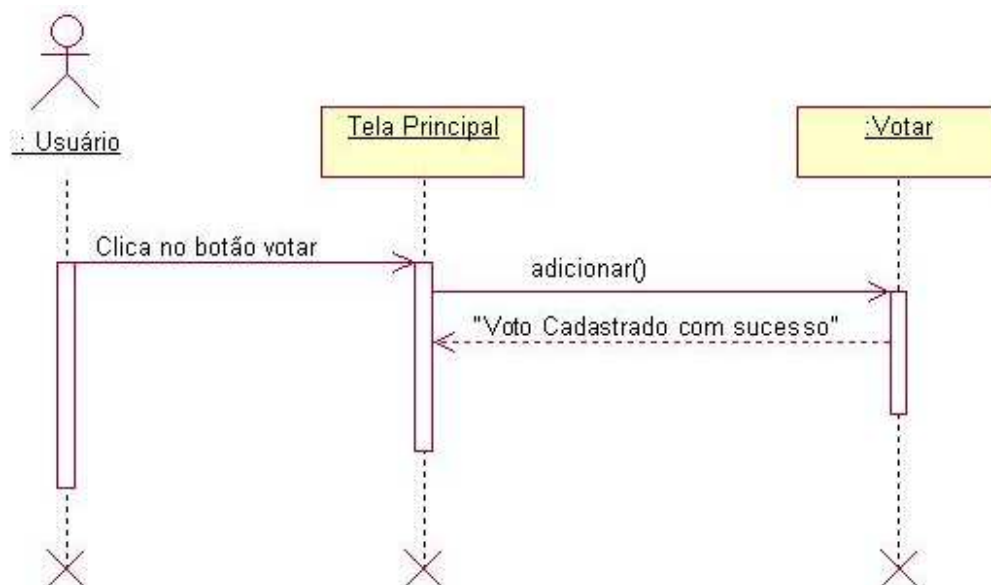 : Usuário
Tela Principal
:Votar
Clica no botão votar
adicionar()
"Voto Cadastrado com sucesso"